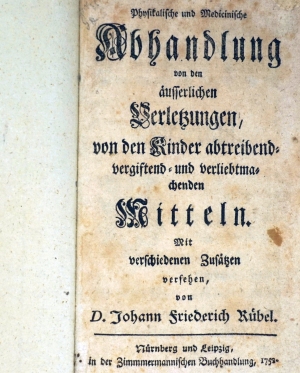 Physikalische und Medicinische
Abhandlung
von den
äusserlichen
Verletzungen,
von den Kinder abtreibend-
vergiftend- und verliebtma-
chenden
Mitteln.
Mit
verschiedenen Zusätzen
versehen,
von
D. Johann Friederich Rübel.
Nürnberg und Leipzig,
in der Zimmmermannischen Buchhandlung,